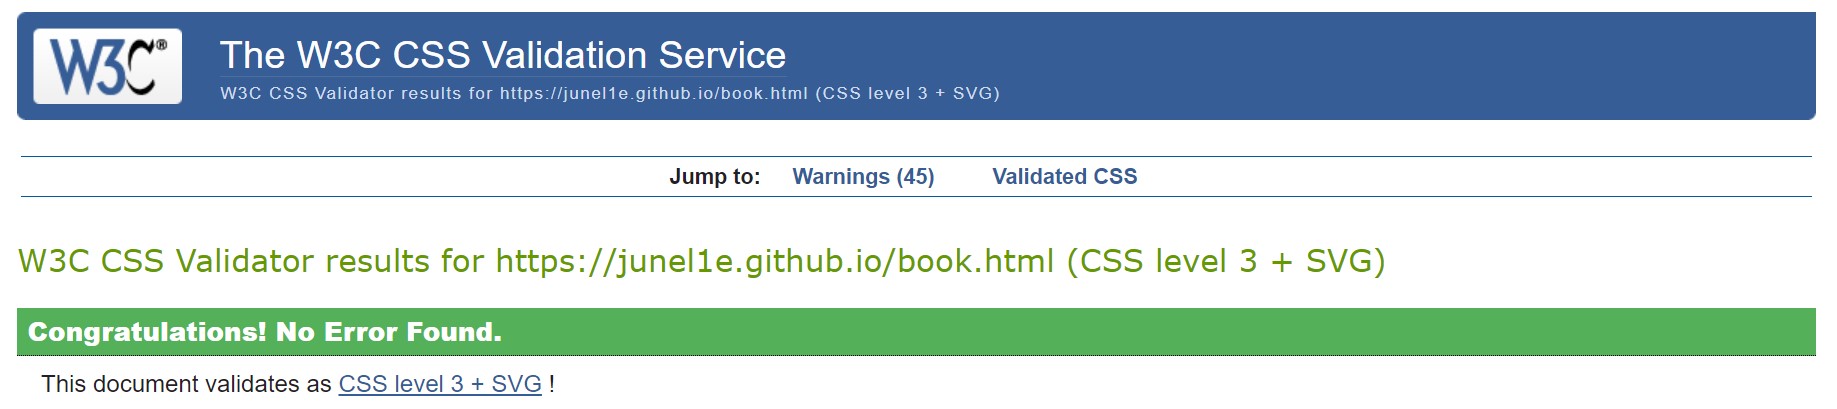 W3C®
The W3C CSS Validation Service
W3C CSS Validator results for https://junel1e.github.io/book.html (CSS level 3 + SVG)
Jump to: Warnings (45) Validated CSS
W3C CSS Validator results for https://junel1e.github.io/book.html (CSS level 3 + SVG)
Congratulations! No Error Found.
This document validates as CSS level 3 + SVG !